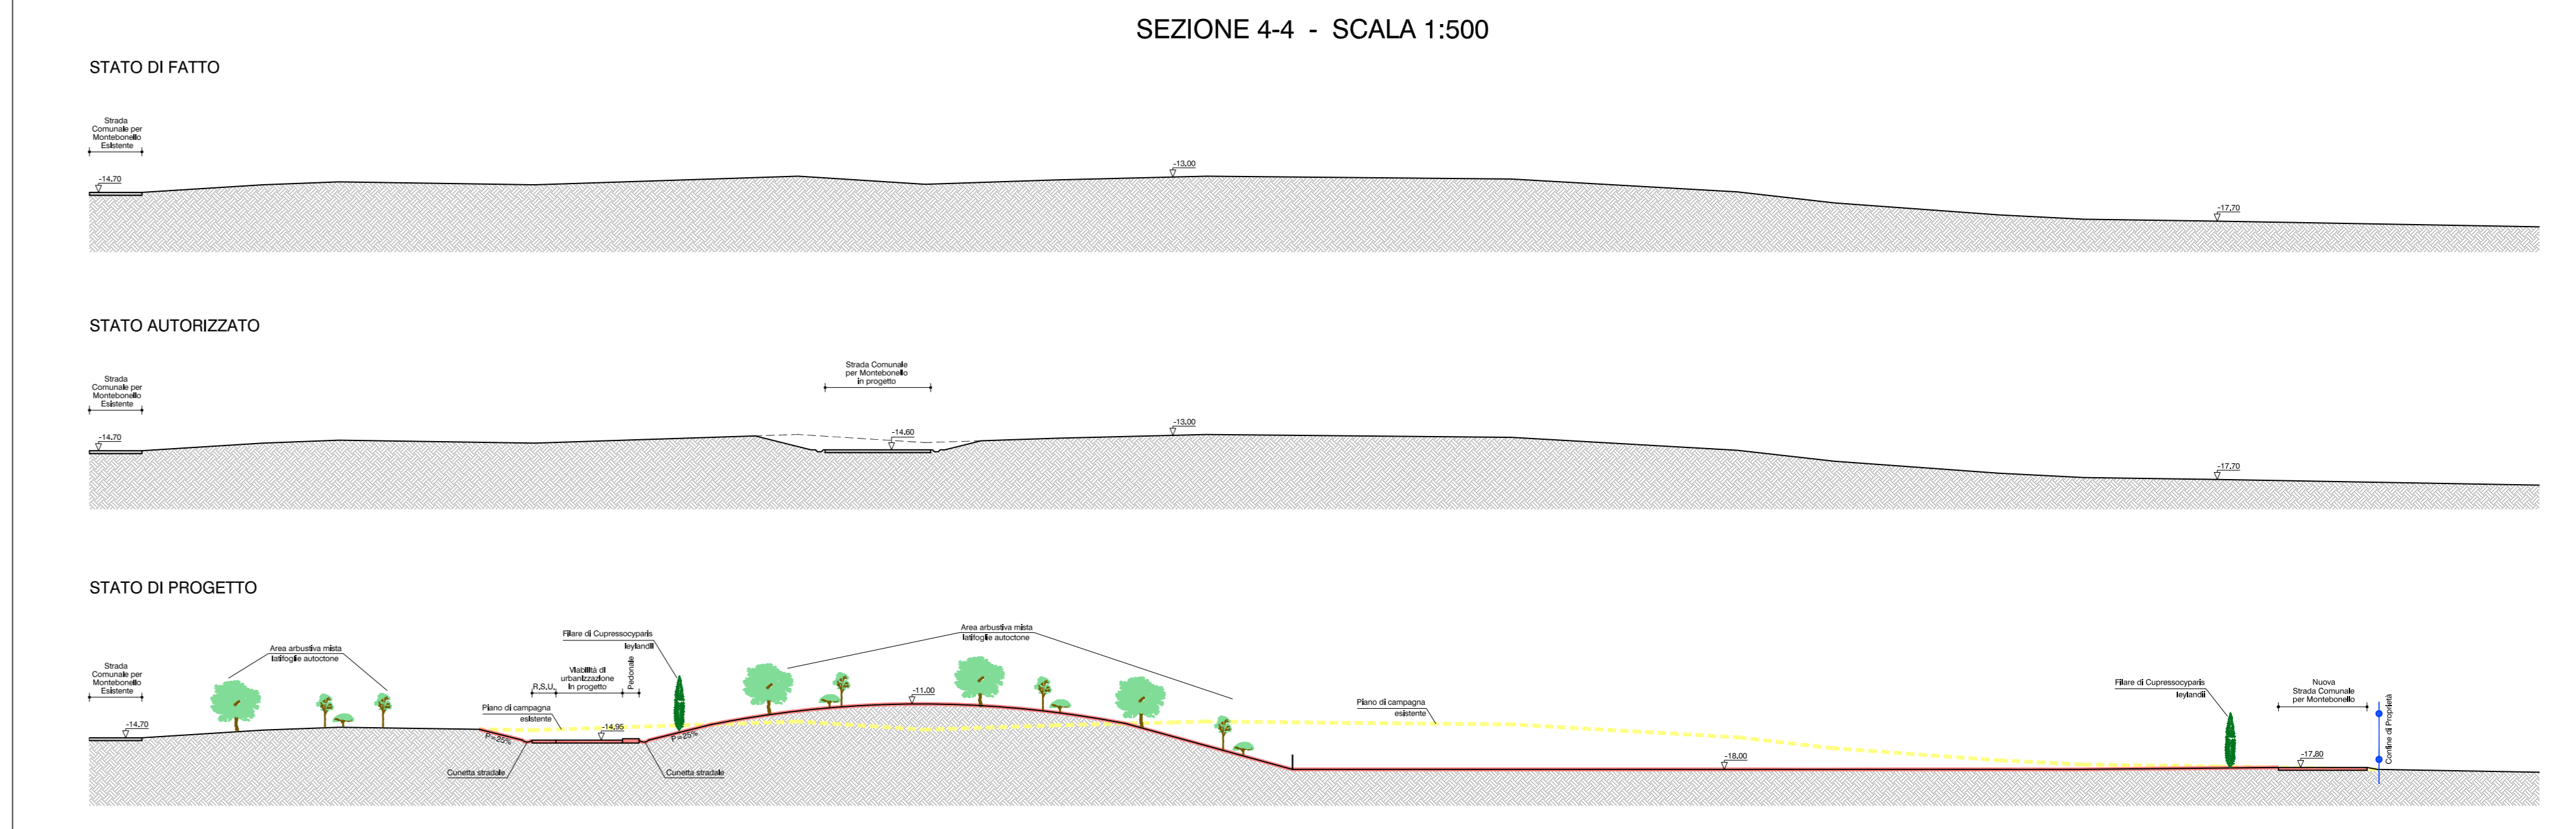 SEZIONE 4-4 - SCALA 1:500
STATO DI FATTO
Strada
Comunale per
Montebonello
Esistente
-14.70
-13.00
-17.70
STATO AUTORIZZATO
Strada
Comunale per
Montebonello
Esistente
-14.70
Strada Comunale
per Montebonello
in progetto
-14.60
-13.00
-17.70
STATO DI PROGETTO
Strada
Comunale per
Montebonello
Esistente
-14.70
Area arbustiva mista
latifoglie autoctone
Piano di campagna
esistente
P=25%
Cunetta stradale
R.S.U.
Viabilità di
urbanizzazione
in progetto
Pedonale
-14.95
Filare di Cupressocyparis
leylandii
P=25%
Cunetta stradale
-11.00
Area arbustiva mista
latifoglie autoctone
Piano di campagna
esistente
-18.00
Filare di Cupressocyparis
leylandii
Nuova
Strada Comunale
per Montebonello
-17.80
Confine di Proprietà